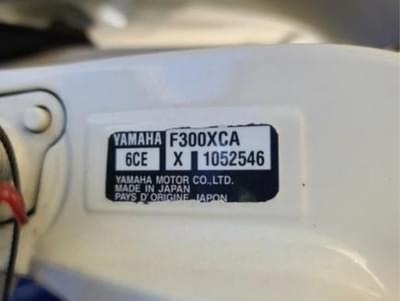 YAMAHA F300XCA
6CE X 1052546
YAMAHA MOTOR CO.,LTD.
MADE IN JAPAN
PAYS D'ORIGINE JAPON